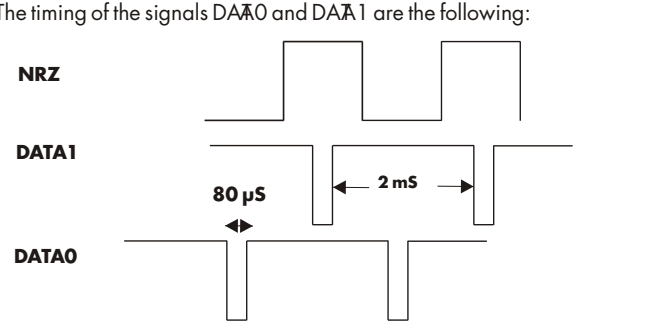 The timing of the signals DATA0 and DATA1 are the following:
NRZ
DATA1
2 mS
80 µS
DATA0